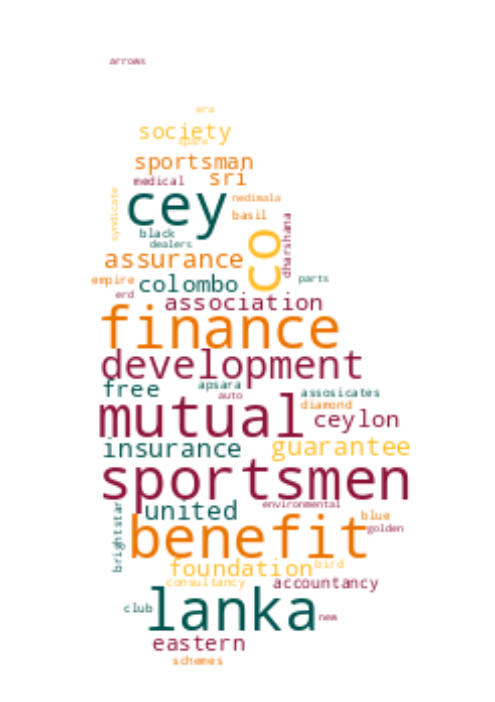 arrows
era
society
spare
sportsman
medical
sri
syndicate
nedimala
cey
basil
dharshana
black
co
dealers
assurance
empire
colombo
parts
erd
association
finance
development
free
apsara
auto
assosicates
diamond
mutual
ceylon
insurance
guarantee
sportsmen
environmental
brightstar
united
blue
benefit
golden
foundation
bird
consultancy
accountancy
club
lanka
new
eastern
schemes